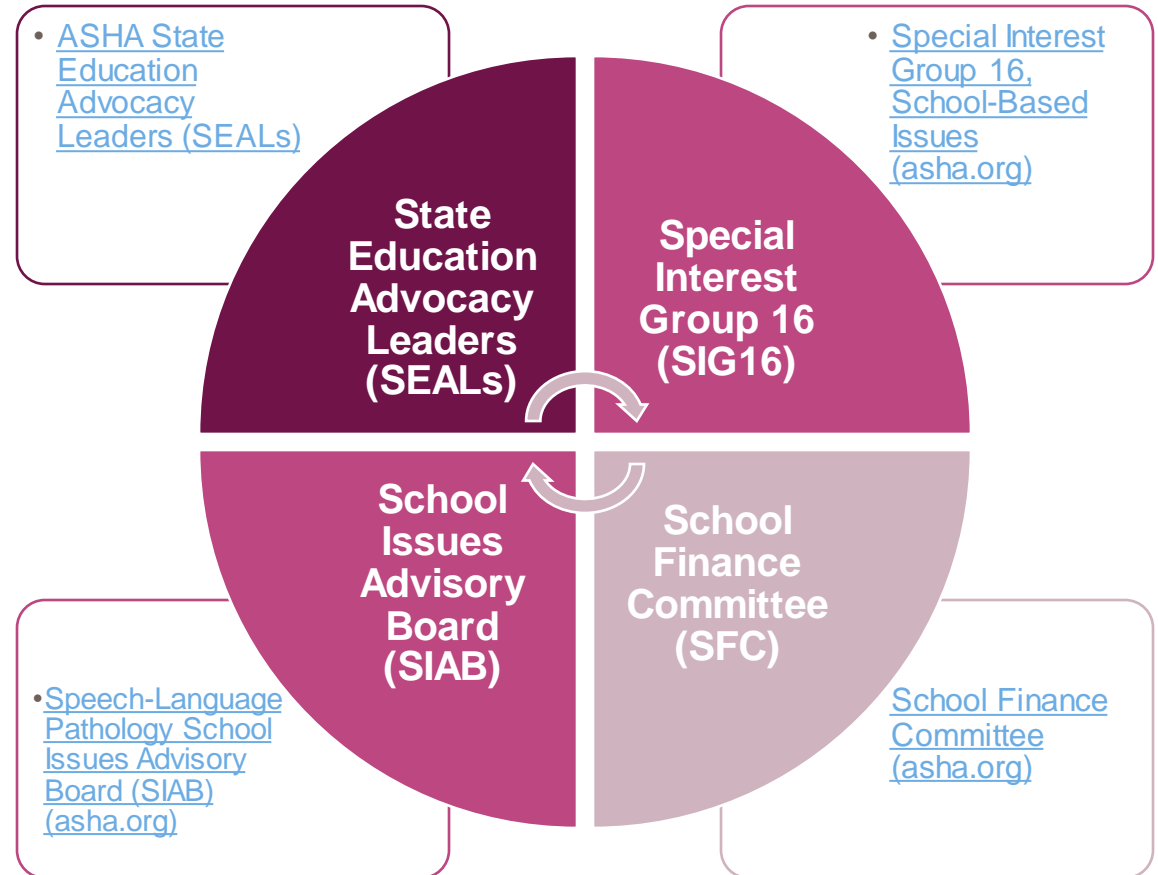 • ASHA State
Education
Advocacy
Leaders (SEALs)
• Special Interest
Group 16,
School-Based
Issues
(asha.org)
State
Education
Advocacy
Leaders
(SEALs)
Special
Interest
Group 16
(SIG16)
School
Issues
Advisory
Board
(SIAB)
School
Finance
Committee
(SFC)
•Speech-Language
Pathology School
Issues Advisory
Board (SIAB)
(asha.org)
School Finance
Committee
(asha.org)